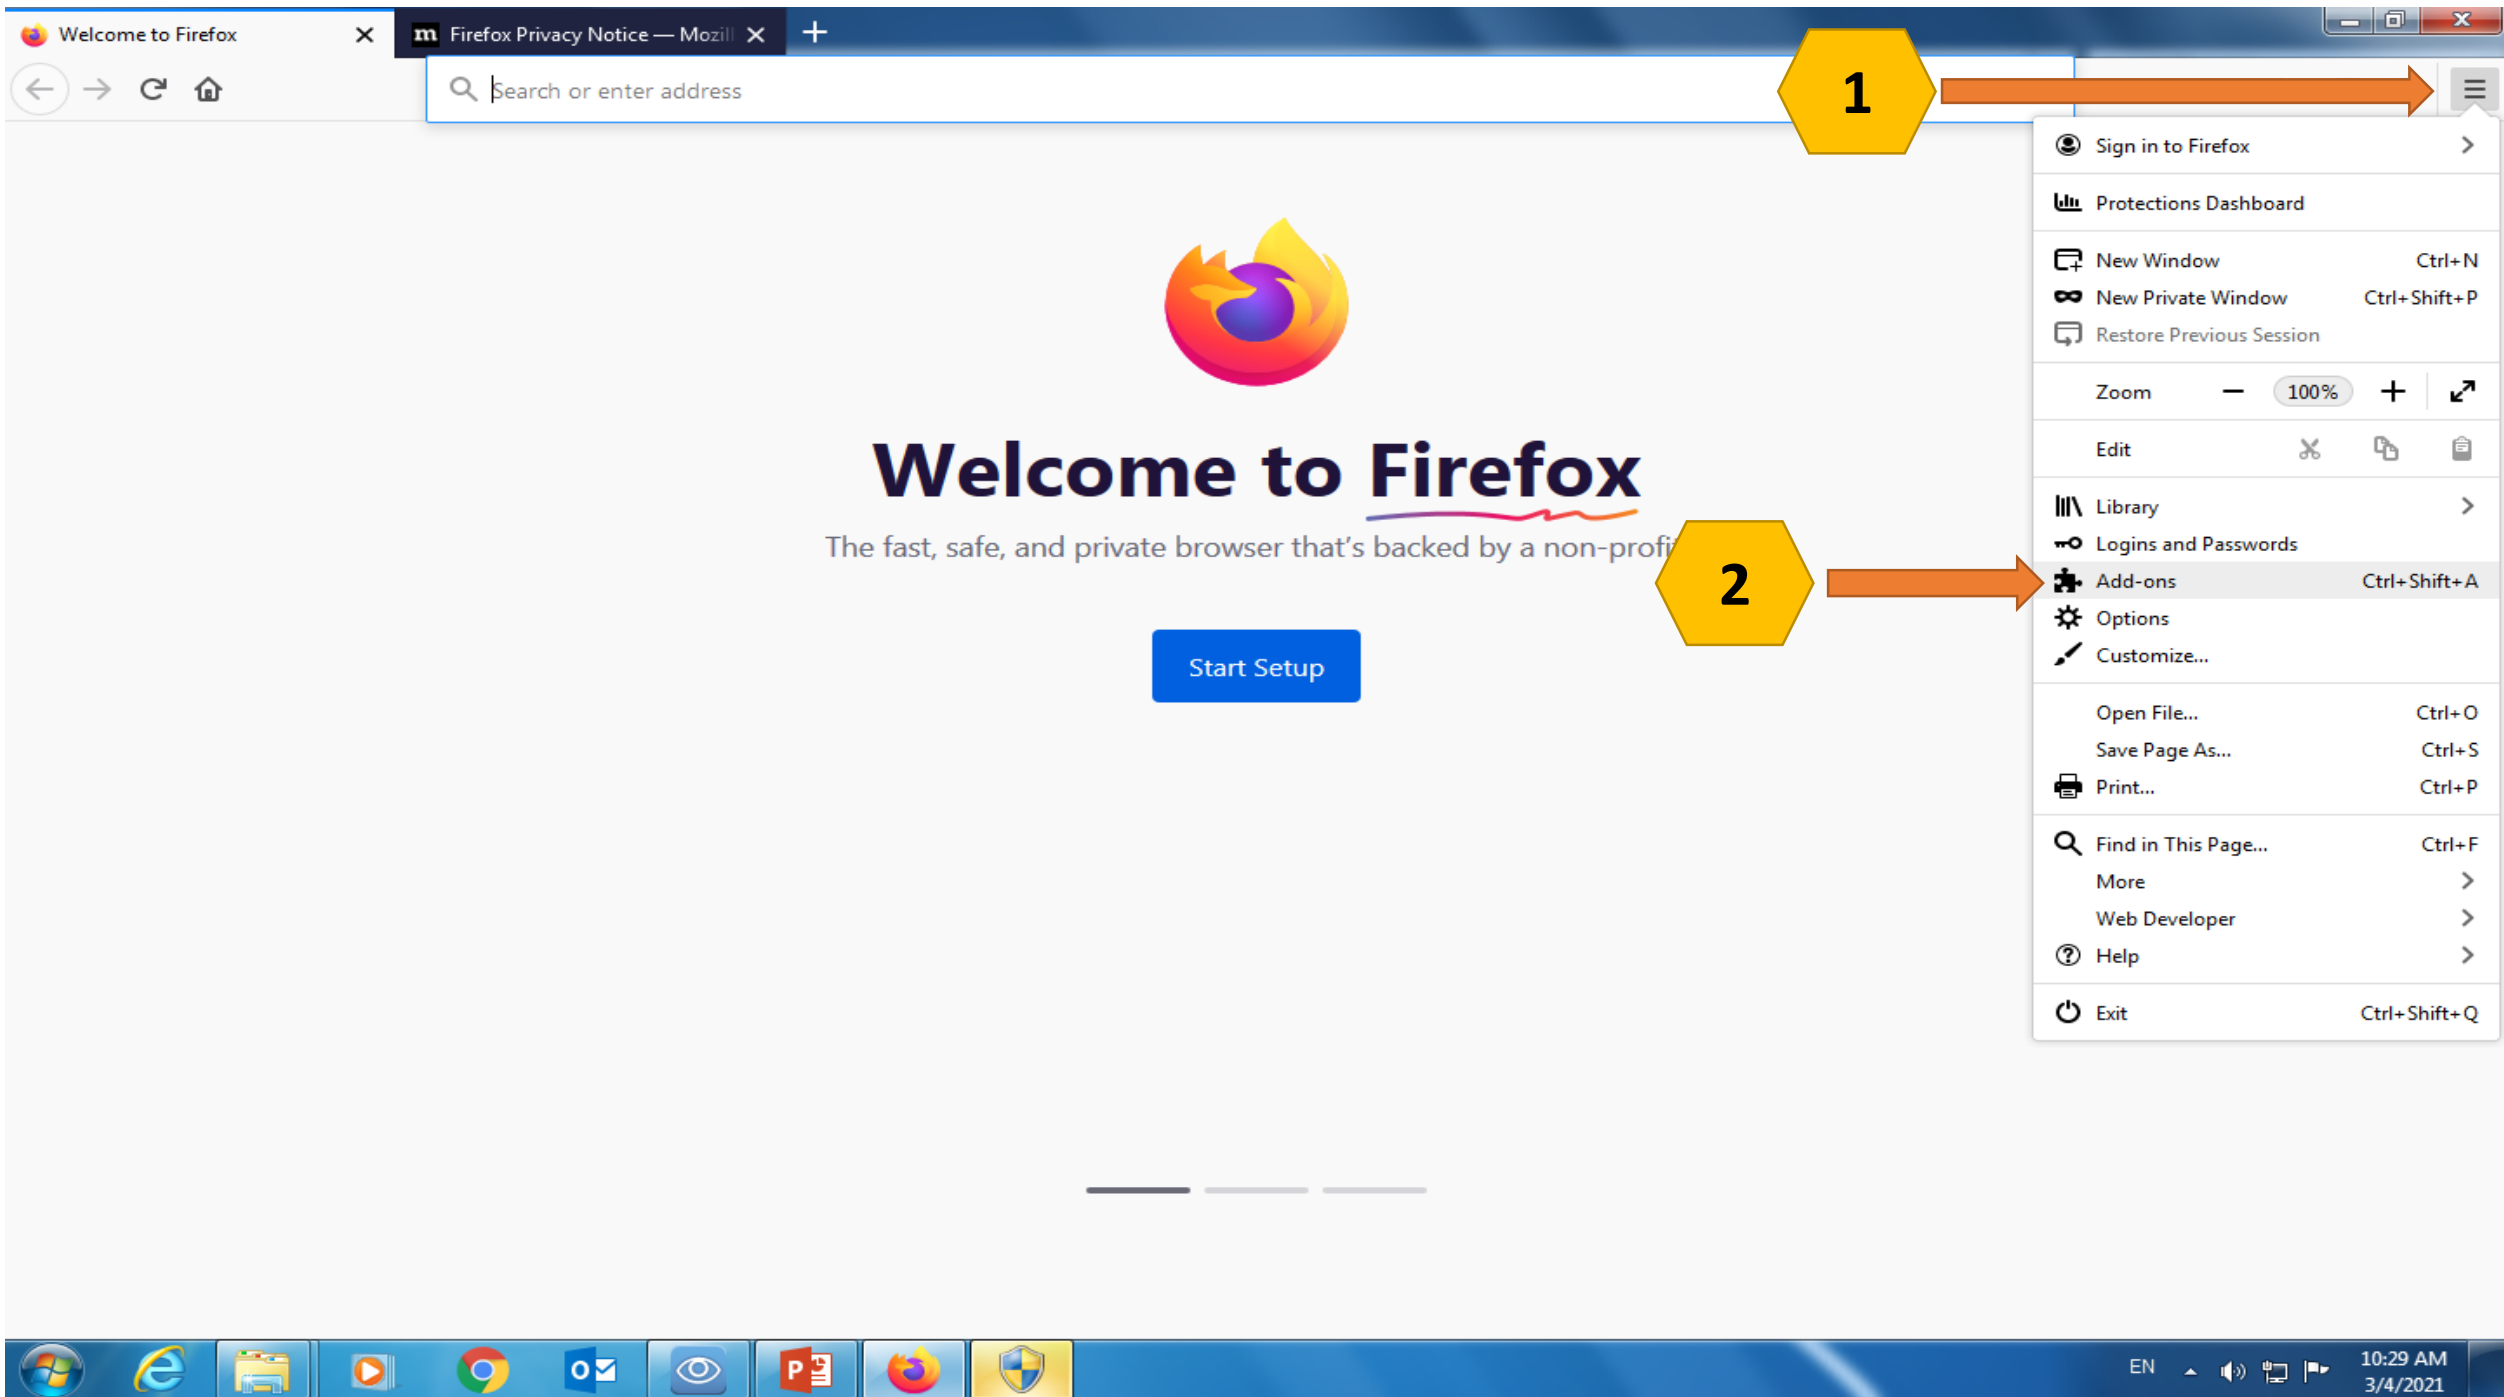 Welcome to Firefox
Firefox Privacy Notice — Mozill
Search or enter address
1
Sign in to Firefox
Protections Dashboard
New Window Ctrl+N
New Private Window Ctrl+Shift+P
Restore Previous Session
Zoom 100%
Edit
Library
Logins and Passwords
Add-ons Ctrl+Shift+A
Options
Customize...
Open File... Ctrl+O
Save Page As... Ctrl+S
Print... Ctrl+P
Find in This Page... Ctrl+F
More
Web Developer
Help
Exit Ctrl+Shift+Q
Welcome to Firefox
The fast, safe, and private browser that's backed by a non-profi
2
Start Setup
EN
10:29 AM
3/4/2021